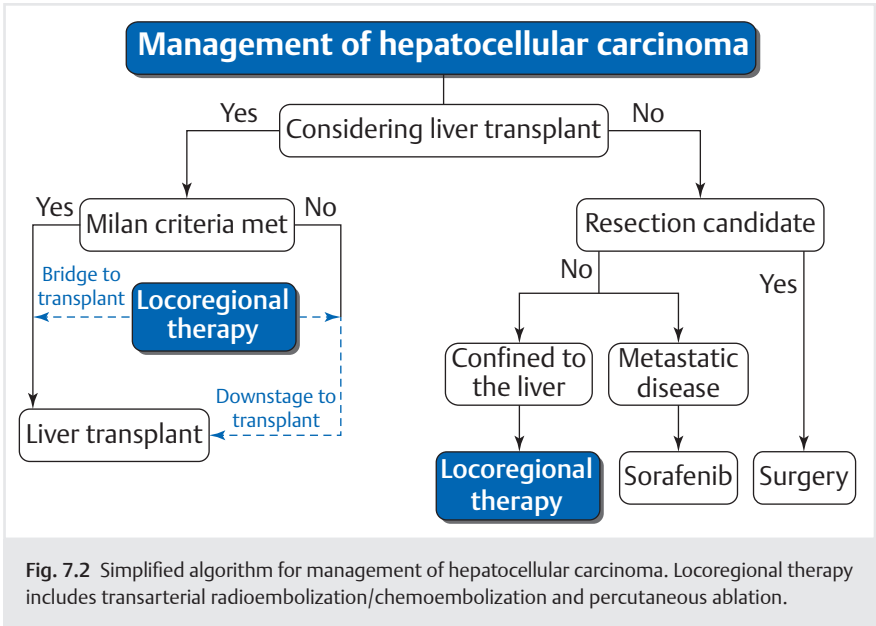 Management of hepatocellular carcinoma
Yes
Considering liver transplant
No
Yes
Milan criteria met
No
Resection candidate
Bridge to
transplant
Locoregional
therapy
No
Yes
Confined to
the liver
Metastatic
disease
Downstage to
transplant
Liver transplant
Locoregional
therapy
Sorafenib
Surgery
Fig. 7.2 Simplified algorithm for management of hepatocellular carcinoma. Locoregional therapy
includes transarterial radioembolization/chemoembolization and percutaneous ablation.